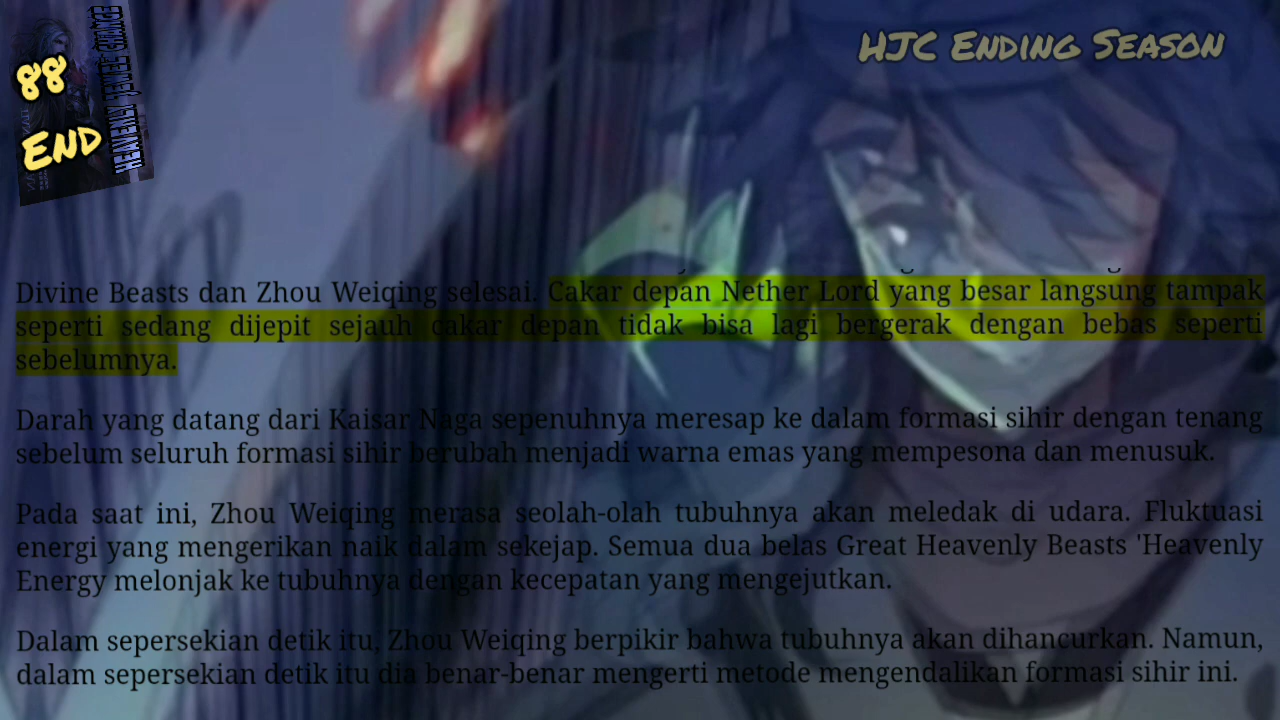 88
END
HEAVENLY JEWEL CHANGE
HJC ENDING SEASON
Divine Beasts dan Zhou Weiqing selesai. Cakar depan Nether Lord yang besar langsung tampak
seperti sedang dijepit sejauh cakar depan tidak bisa lagi bergerak dengan bebas seperti
sebelumnya.
Darah yang datang dari Kaisar Naga sepenuhnya meresap ke dalam formasi sihir dengan tenang
sebelum seluruh formasi sihir berubah menjadi warna emas yang mempesona dan menusuk.
Pada saat ini, Zhou Weiqing merasa seolah-olah tubuhnya akan meledak di udara. Fluktuasi
energi yang mengerikan naik dalam sekejap. Semua dua belas Great Heavenly Beasts 'Heavenly
Energy melonjak ke tubuhnya dengan kecepatan yang mengejutkan.
Dalam sepersekian detik itu, Zhou Weiqing berpikir bahwa tubuhnya akan dihancurkan. Namun,
dalam sepersekian detik itu dia benar-benar mengerti metode mengendalikan formasi sihir ini.